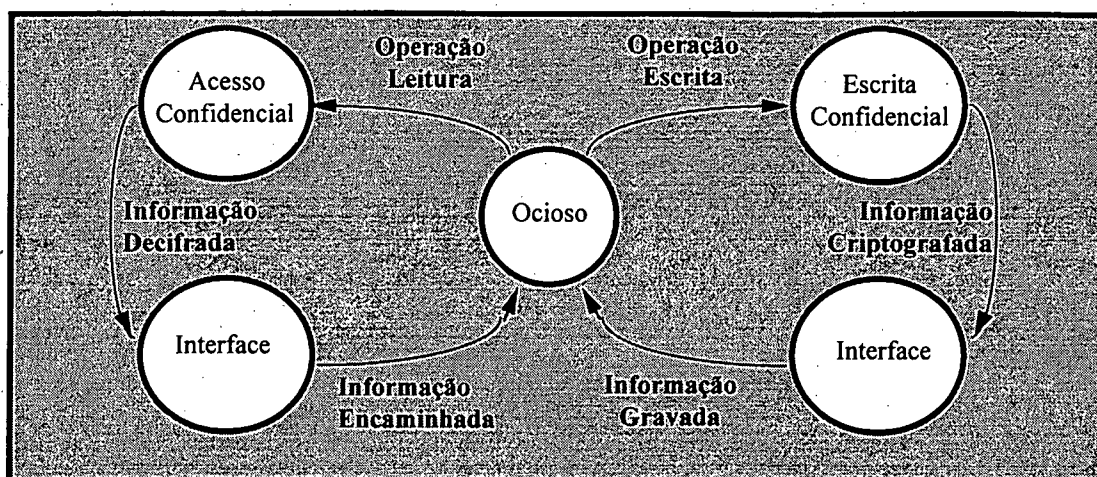 Operação
Leitura
Operação
Escrita
Acesso
Confidencial
Escrita
Confidencial
Ocioso
Informação
Decifrada
Informação
Criptografada
Interface
Interface
Informação
Encaminhada
Informação
Gravada